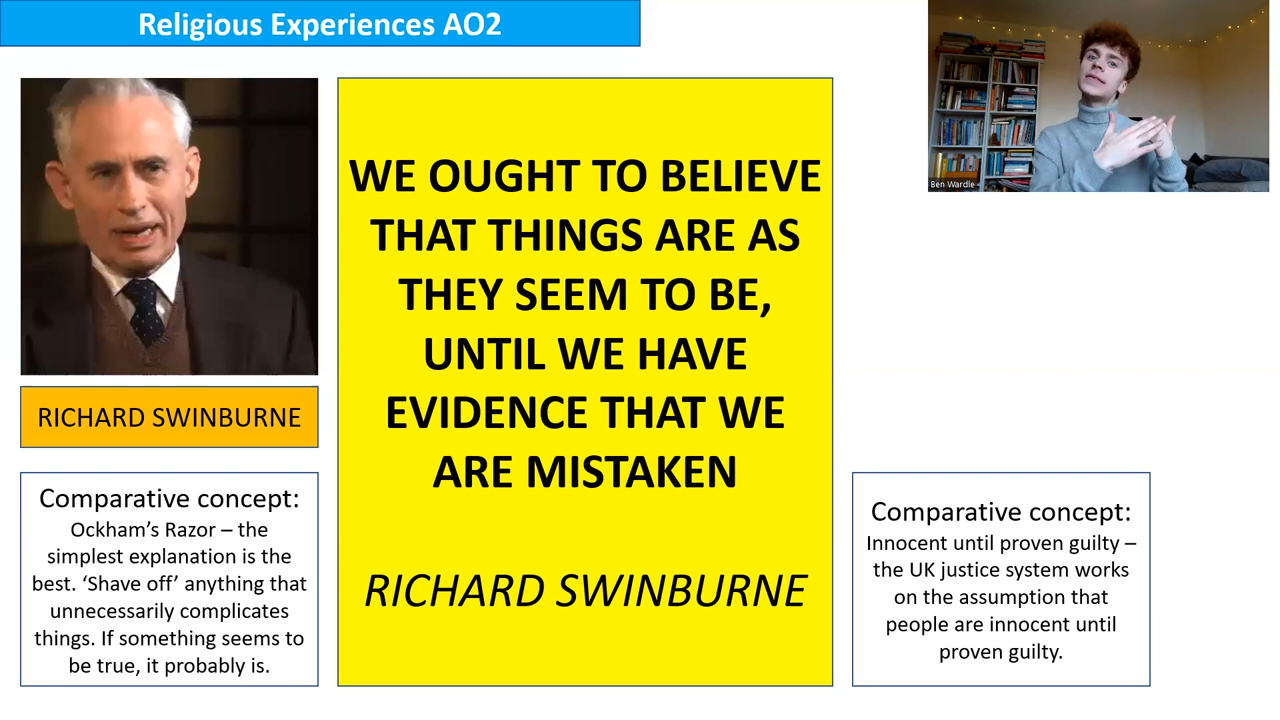 Religious Experiences AO2
WE OUGHT TO BELIEVE
THAT THINGS ARE AS
THEY SEEM TO BE,
UNTIL WE HAVE
EVIDENCE THAT WE
ARE MISTAKEN
RICHARD SWINBURNE
Ben Wardle
RICHARD SWINBURNE
Comparative concept:
Ockham’s Razor – the
simplest explanation is the
best. ‘Shave off’ anything that
unnecessarily complicates
things. If something seems to
be true, it probably is.
Comparative concept:
Innocent until proven guilty –
the UK justice system works
on the assumption that
people are innocent until
proven guilty.